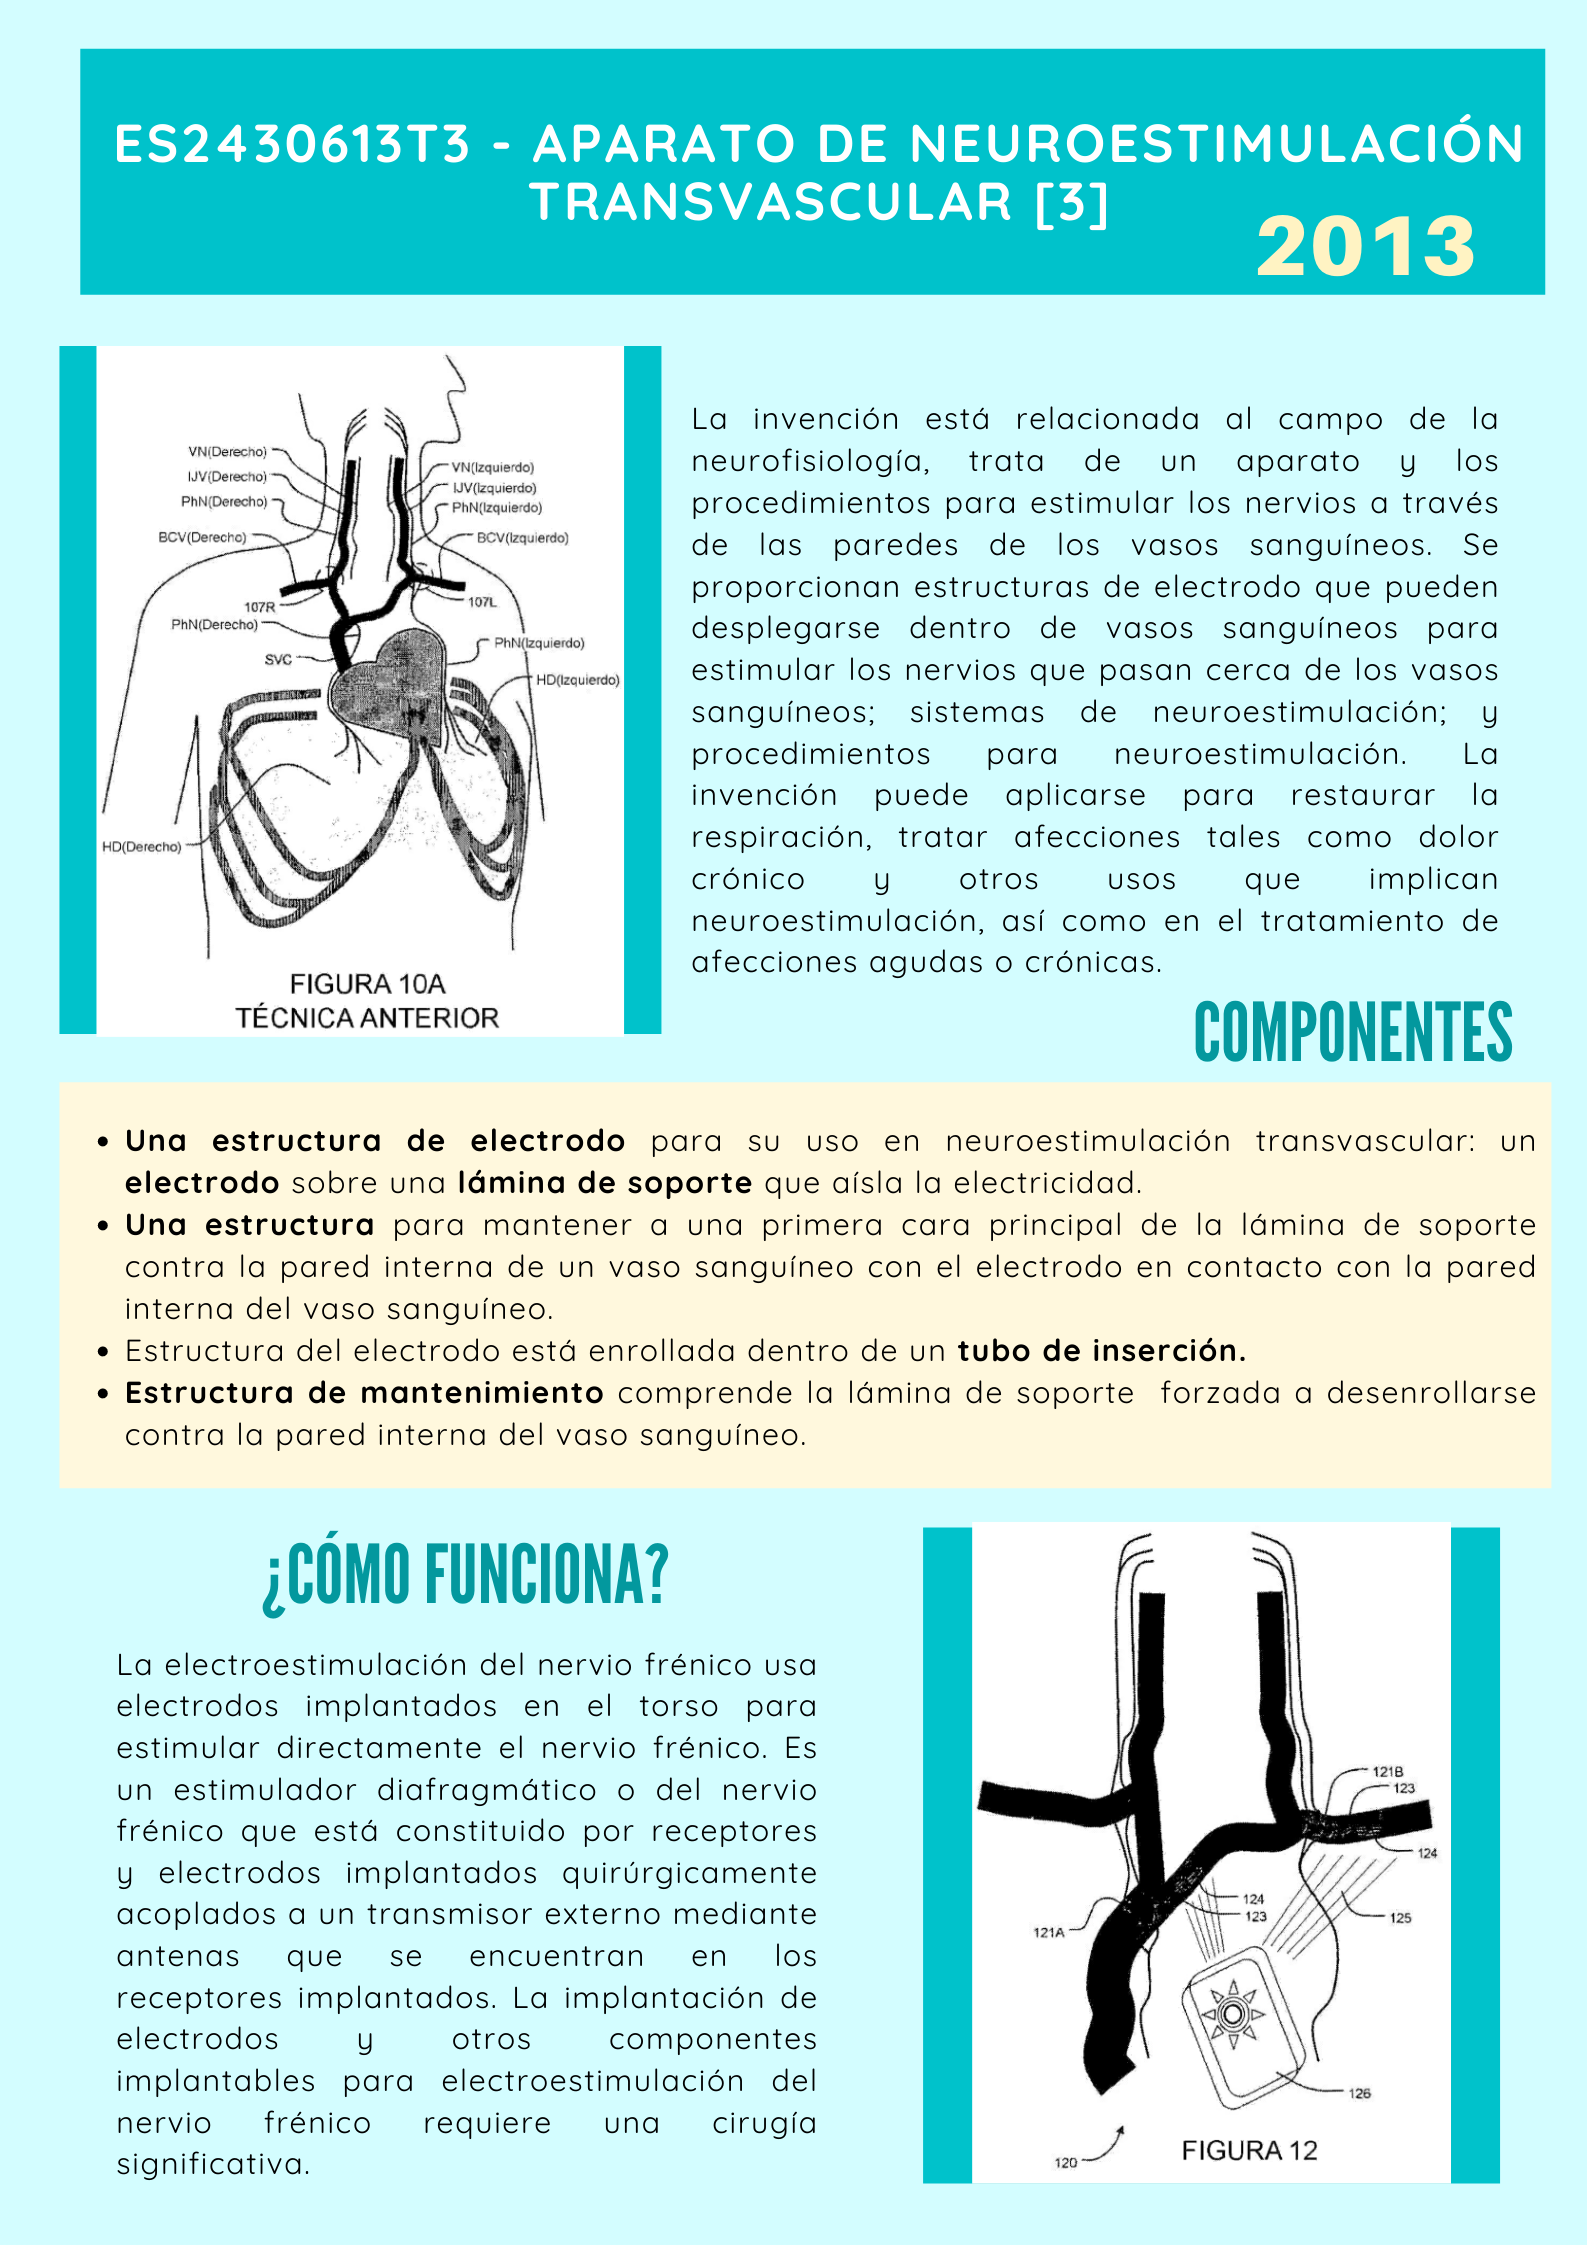 ES2430613T3 - APARATO DE NEUROESTIMULACIÓN
TRANSVASCULAR [3]
2013
VN(Derecho)
IJV(Derecho)
PhN(Derecho)
BCV(Derecho)
VN(Izquierdo)
IJV(Izquierdo)
PhN(Izquierdo)
BCV(Izquierdo)
107R
107L
PhN(Derecho)
PhN(Izquierdo)
SVC
HD(Izquierdo)
HD(Derecho)
FIGURA 10A
TÉCNICA ANTERIOR
La invención está relacionada al campo de la
neurofisiología, trata de un aparato y los
procedimientos para estimular los nervios a través
de las paredes de los vasos sanguíneos. Se
proporcionan estructuras de electrodo que pueden
desplegarse dentro de vasos sanguíneos para
estimular los nervios que pasan cerca de los vasos
sanguíneos; sistemas de neuroestimulación; y
procedimientos para neuroestimulación. La
invención puede aplicarse para restaurar la
respiración, tratar afecciones tales como dolor
crónico y otros usos que implican
neuroestimulación, así como en el tratamiento de
afecciones agudas o crónicas.
COMPONENTES
• Una estructura de electrodo para su uso en neuroestimulación transvascular: un
electrodo sobre una lámina de soporte que aísla la electricidad.
• Una estructura para mantener a una primera cara principal de la lámina de soporte
contra la pared interna de un vaso sanguíneo con el electrodo en contacto con la pared
interna del vaso sanguíneo.
• Estructura del electrodo está enrollada dentro de un tubo de inserción.
• Estructura de mantenimiento comprende la lámina de soporte forzada a desenrollarse
contra la pared interna del vaso sanguíneo.
¿CÓMO FUNCIONA?
La electroestimulación del nervio frénico usa
electrodos implantados en el torso para
estimular directamente el nervio frénico. Es
un estimulador diafragmático o del nervio
frénico que está constituido por receptores
y electrodos implantados quirúrgicamente
acoplados a un transmisor externo mediante
antenas que se encuentran en los
receptores implantados. La implantación de
electrodos y otros componentes
implantables para electroestimulación del
nervio frénico requiere una cirugía
significativa.
121B
123
124
124
123
125
121A
126
120
FIGURA 12